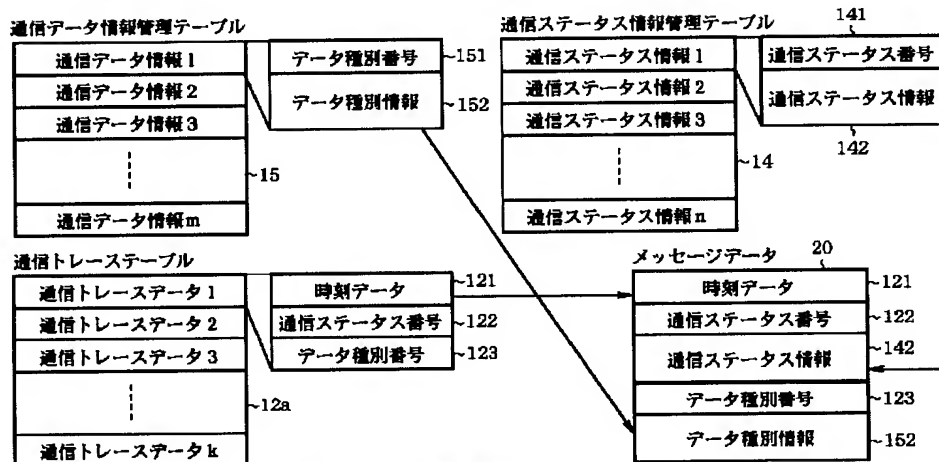 通信データ情報管理テーブル
通信データ情報1
通信データ情報2
通信データ情報3
通信データ情報m
15
データ種別番号
151
データ種別情報
152
通信ステータス情報管理テーブル
通信ステータス情報1
通信ステータス情報2
通信ステータス情報3
通信ステータス情報n
14
141
通信ステータス番号
通信ステータス情報
142
通信トレーステーブル
通信トレースデータ1
通信トレースデータ2
通信トレースデータ3
通信トレースデータk
12a
時刻データ
121
通信ステータス番号
122
データ種別番号
123
メッセージデータ
20
時刻データ
121
通信ステータス番号
122
通信ステータス情報
142
データ種別番号
123
データ種別情報
152